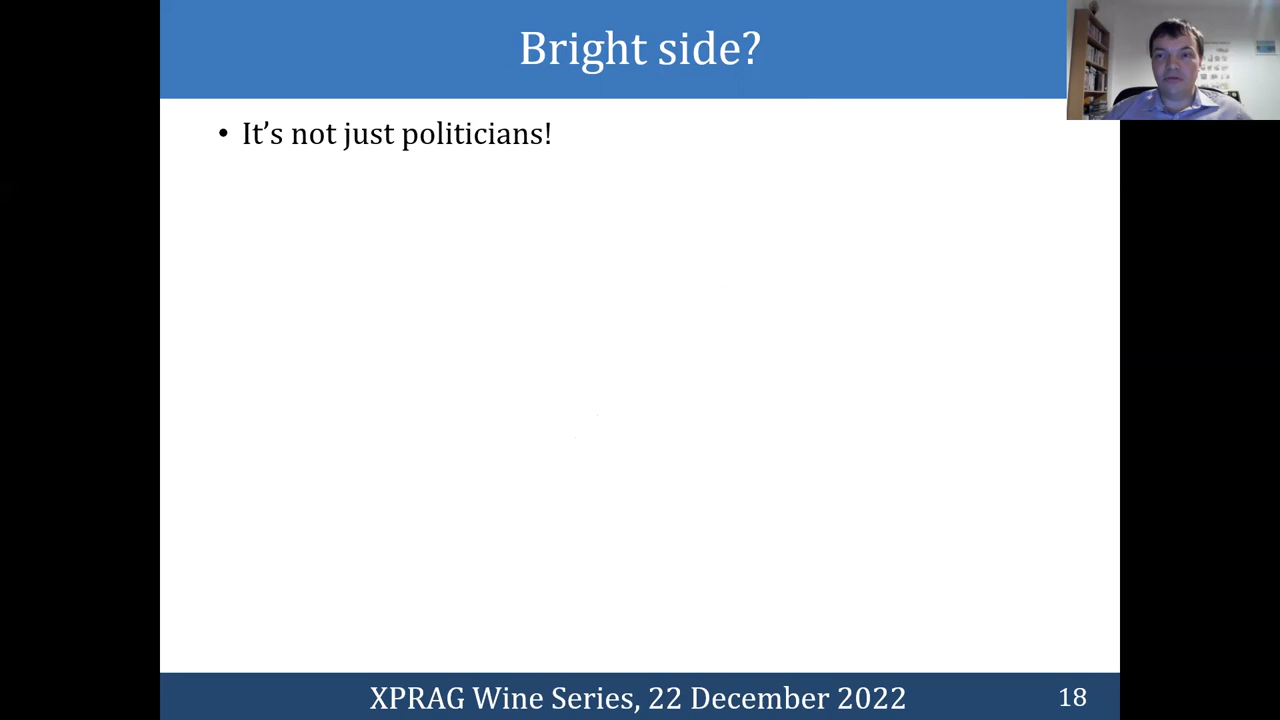 Bright side?
• It’s not just politicians!
XPRAG Wine Series, 22 December 2022
18